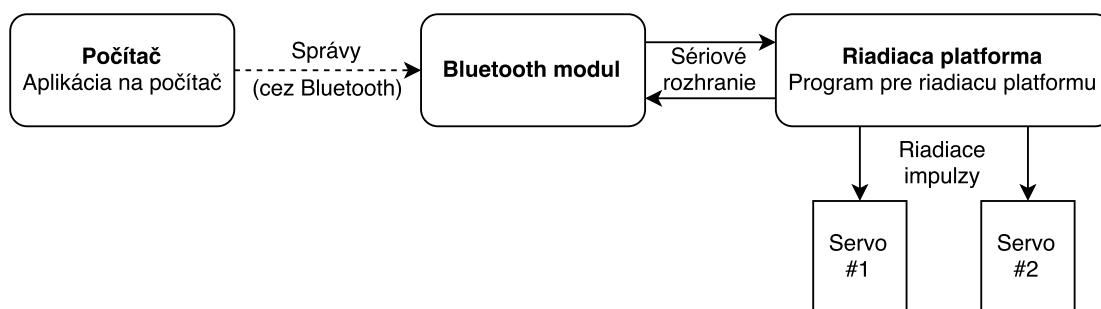 Počítač
Aplikácia na počítač
Správy
(cez Bluetooth)
Bluetooth modul
Sériové
rozhranie
Riadiaca platforma
Program pre riadiacu platformu
Riadiace
impulzy
Servo
#1
Servo
#2